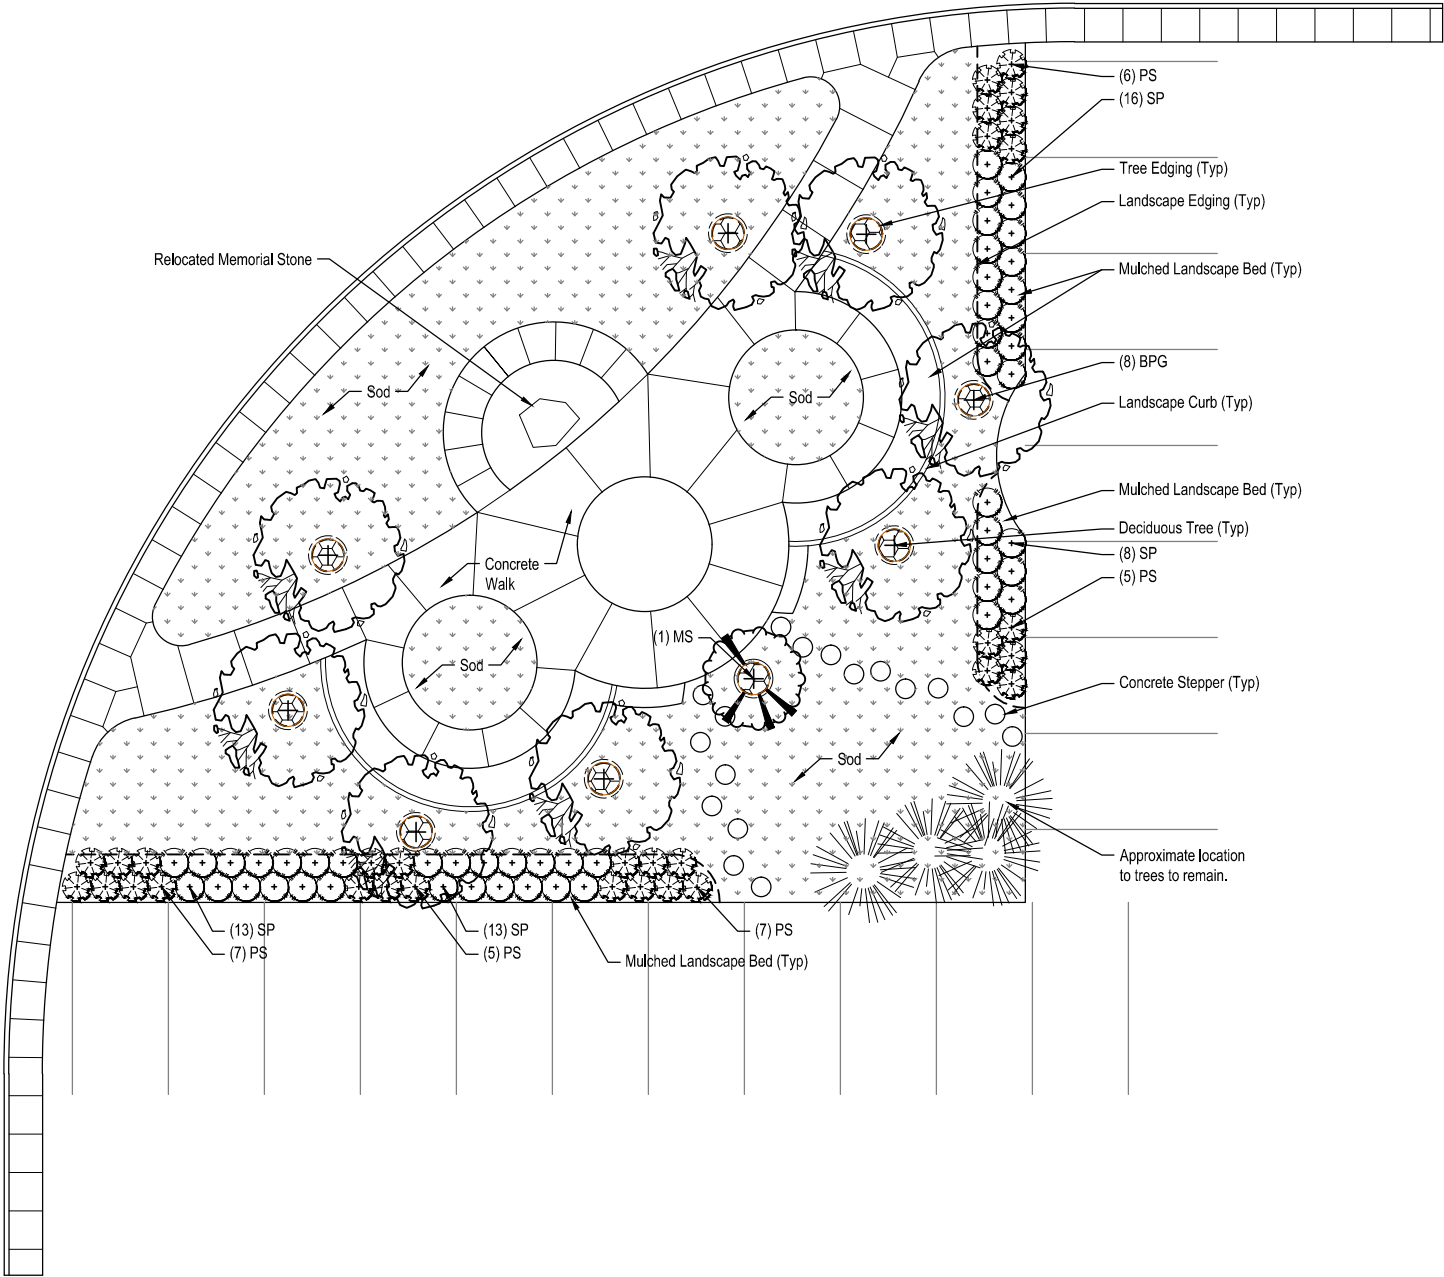 (6) PS
(16) SP
Tree Edging (Typ)
Landscape Edging (Typ)
Relocated Memorial Stone
Mulched Landscape Bed (Typ)
(8) BPG
Sod
Sod
Landscape Curb (Typ)
Mulched Landscape Bed (Typ)
Deciduous Tree (Typ)
(8) SP
Concrete
Walk
(5) PS
(1) MS
Sod
Concrete Stepper (Typ)
Sod
Approximate location
to trees to remain.
(13) SP
(7) PS
(13) SP
(5) PS
(7) PS
Mulched Landscape Bed (Typ)